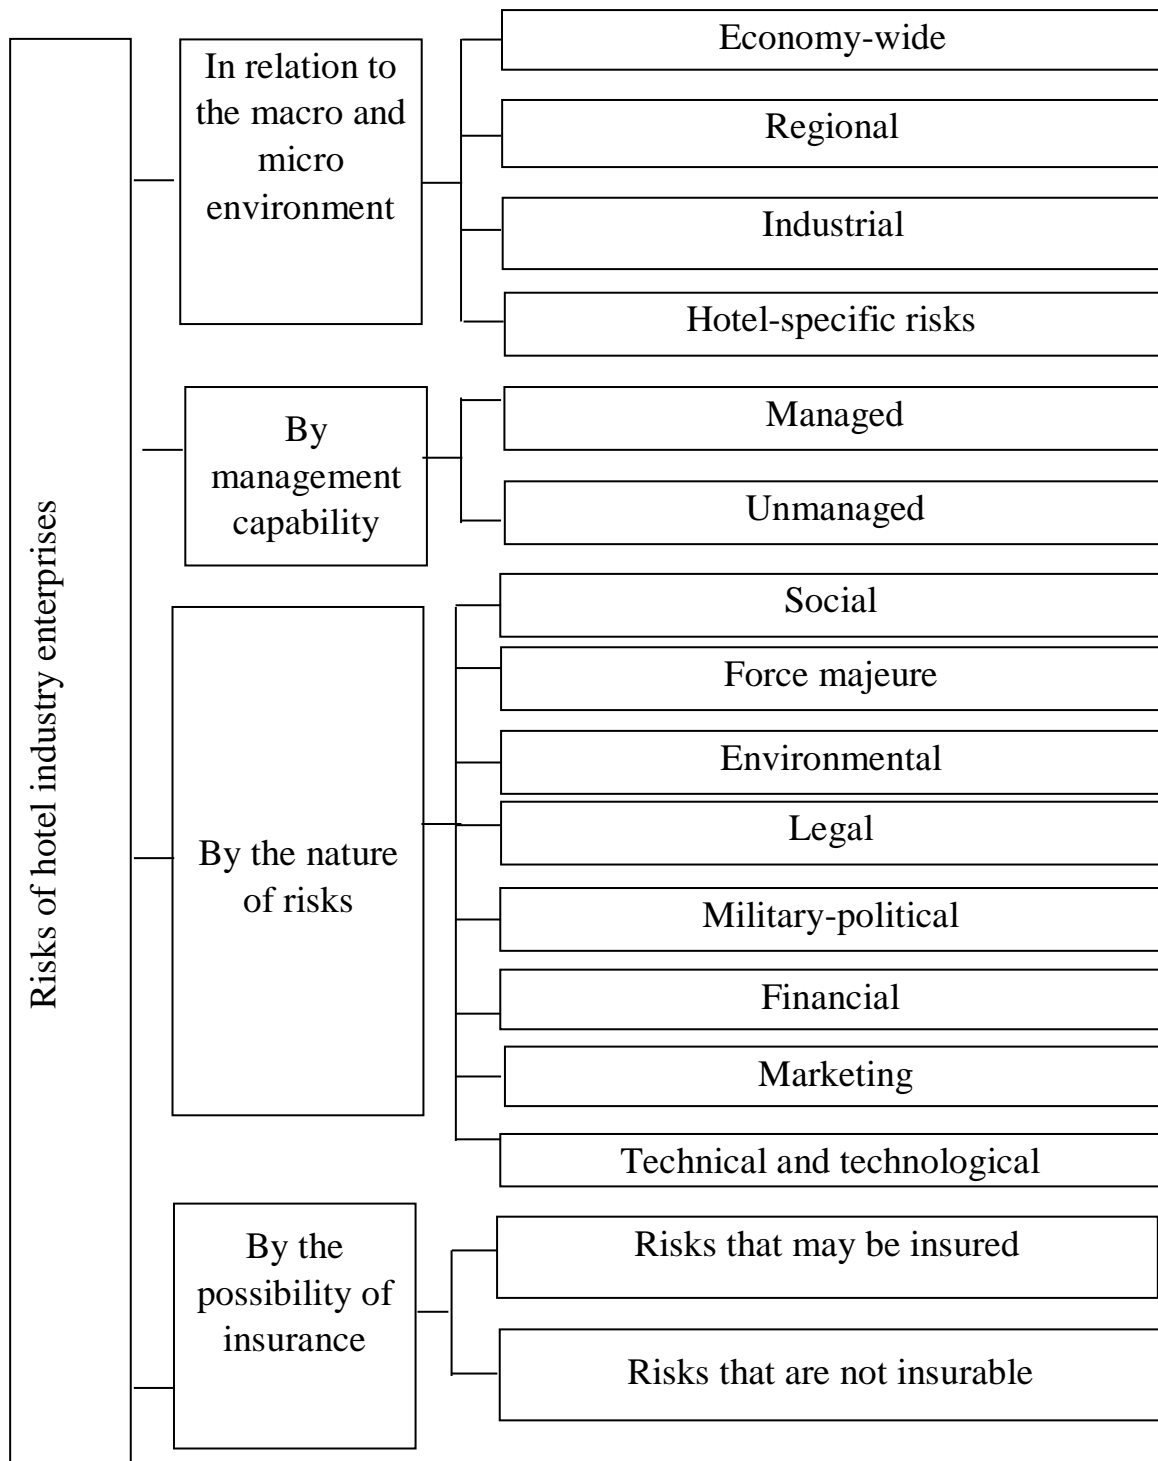 Risks of hotel industry enterprises
In relation to
the macro and
micro
environment
Economy-wide
Regional
Industrial
Hotel-specific risks
By
management
capability
Managed
Unmanaged
By the nature
of risks
Social
Force majeure
Environmental
Legal
Military-political
Financial
Marketing
Technical and technological
By the
possibility of
insurance
Risks that may be insured
Risks that are not insurable